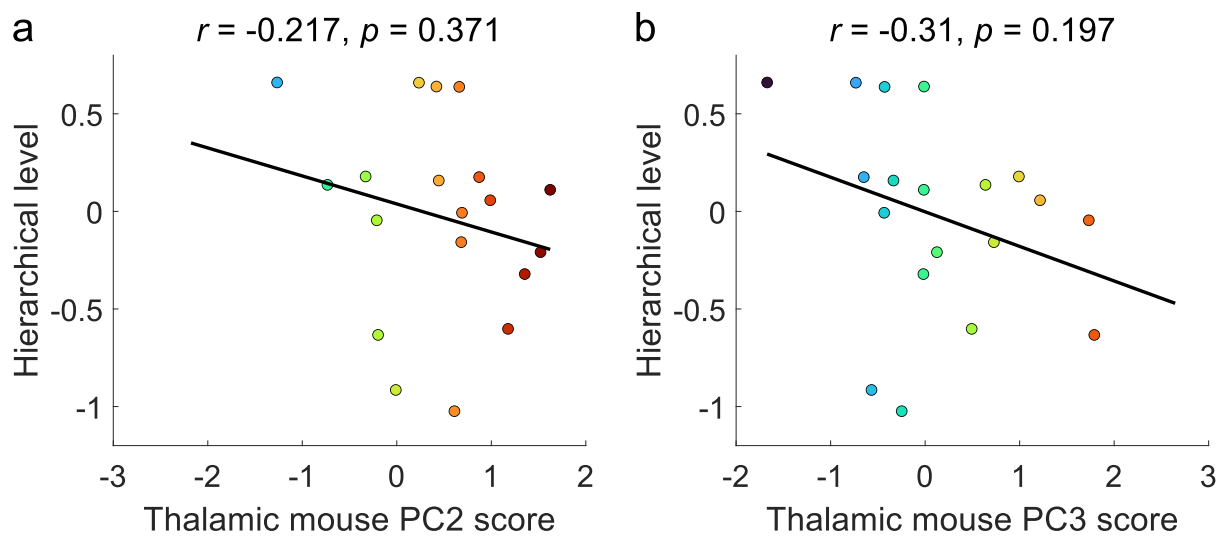 a
r = -0.217, p = 0.371
Hierarchical level
0.5
0
-0.5
-1
-3 -2 -1 0 1 2
Thalamic mouse PC2 score
b
r = -0.31, p = 0.197
Hierarchical level
0.5
0
-0.5
-1
-2 -1 0 1 2 3
Thalamic mouse PC3 score